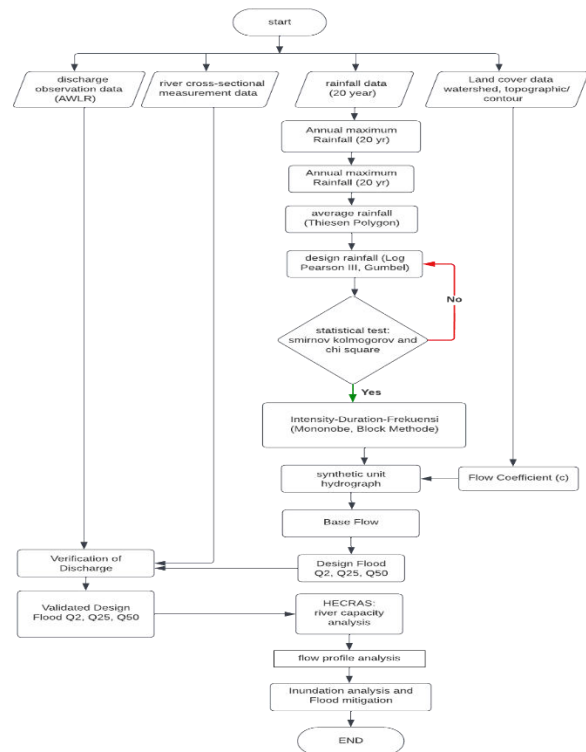 start
discharge
observation data
(AWLR)
river cross-sectional
measurement data
rainfall data
(20 year)
Land cover data
watershed, topographic/
contour
Annual maximum
Rainfall (20 yr)
Annual maximum
Rainfall (20 yr)
average rainfall
(Thiesen Polygon)
design rainfall (Log
Pearson III, Gumbel)
No
statistical test:
smirnov kolmogorov and
chi square
Yes
Intensity-Duration-Frekuensi
(Mononobe, Block Methode)
synthetic unit
hydrograph
Flow Coefficient (c)
Base Flow
Verification of
Discharge
Design Flood
Q2, Q25, Q50
Validated Design
Flood Q2, Q25, Q50
HECRAS:
river capacity
analysis
flow profile analysis
Inundation analysis and
Flood mitigation
END